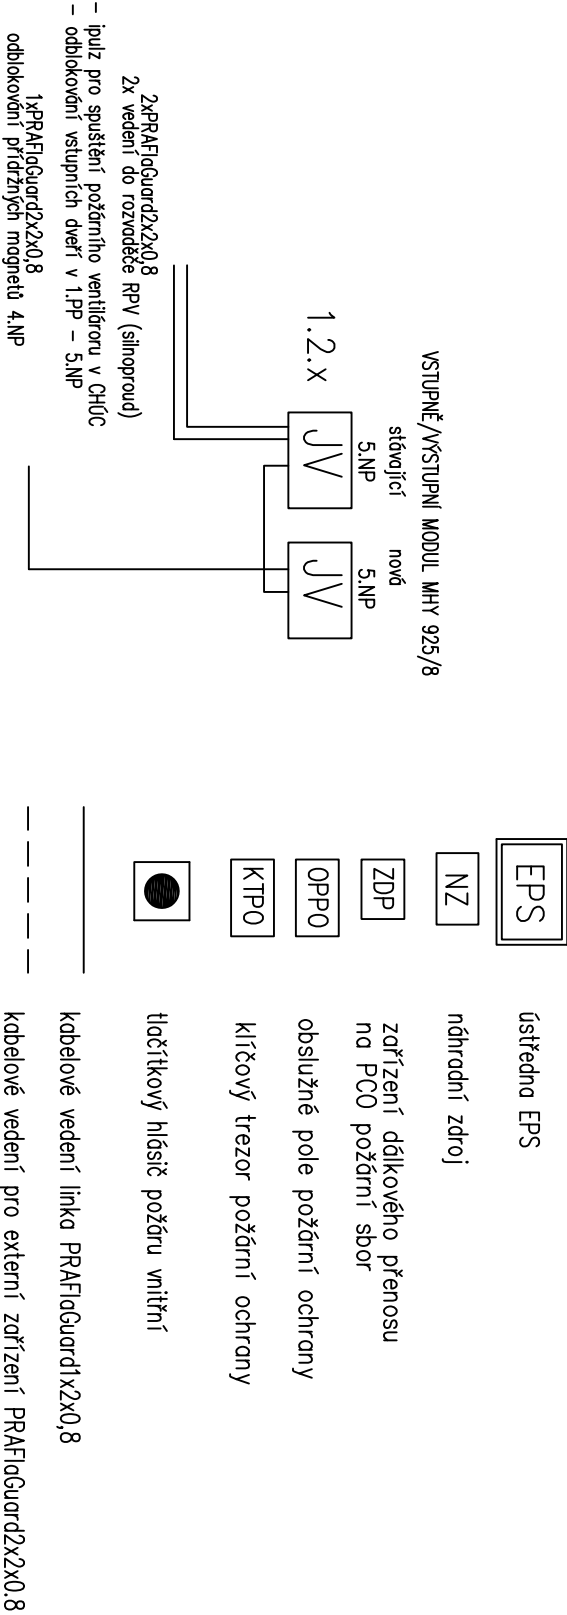 VSTUPNĚ/VÝSTUPNÍ MODUL MHY 925/8
stávající
nová
5.NP
5.NP
1.2.x
JV
JV
2xPRAFlaGuard2x2x0,8
2x vedení do rozvaděče RPV (silnoproud)
- ipulz pro spuštění požárního ventilároru v CHÚC
- odblokování vstupních dveří v 1.PP - 5.NP
1xPRAFlaGuard2x2x0,8
odblokování přídržných magnetů 4.NP
EPS
ústředna EPS
NZ
náhradní zdroj
ZDP
zařízení dálkového přenosu
na PCO požární sbor
OPPO
obslužné pole požární ochrany
KTPO
klíčový trezor požární ochrany
tlačítkový hlásič požáru vnitřní
kabelové vedení linka PRAFlaGuard1x2x0,8
kabelové vedení pro externí zařízení PRAFlaGuard2x2x0.8